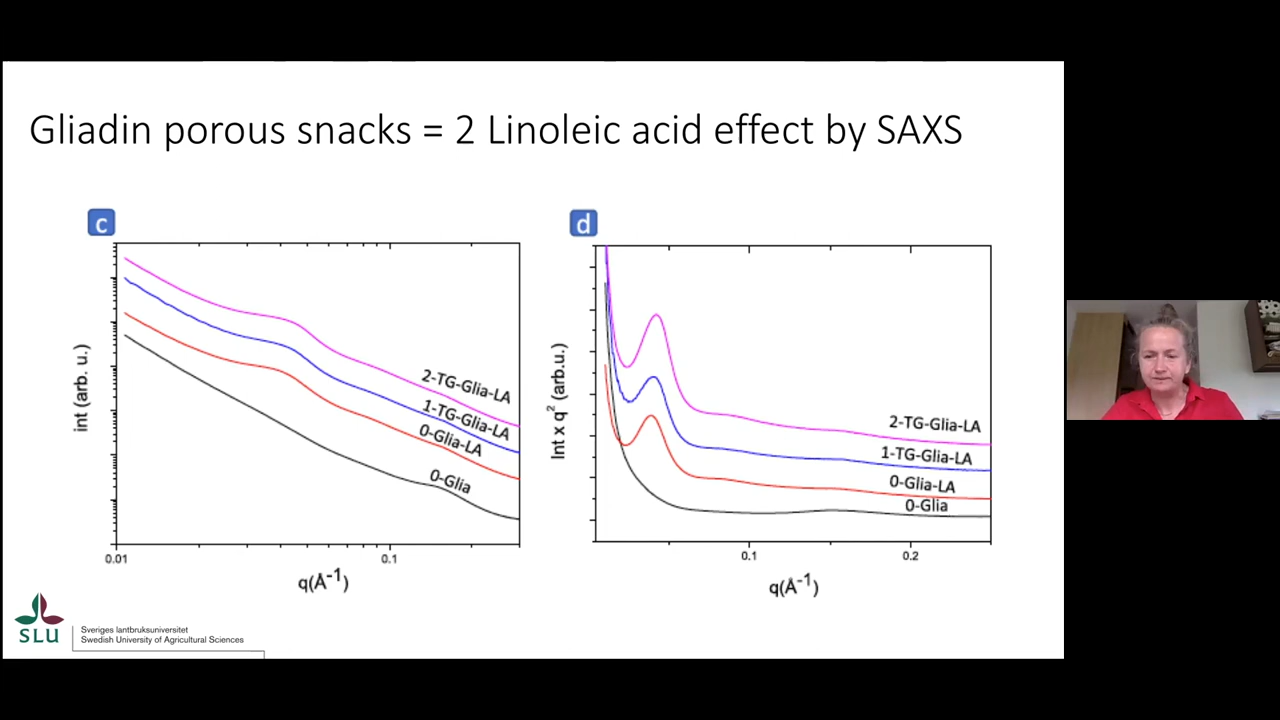 Gliadin porous snacks = 2 Linoleic acid effect by SAXS
c
int (arb. u.)
2-TG-Glia-LA
1-TG-Glia-LA
0-Glia-LA
0-Glia
0.01
0.1
q(Å⁻¹)
d
Int x q² (arb.u.)
2-TG-Glia-LA
1-TG-Glia-LA
0-Glia-LA
0-Glia
0.1
0.2
q(Å⁻¹)
SLU
Sveriges lantbruksuniversitet
Swedish University of Agricultural Sciences